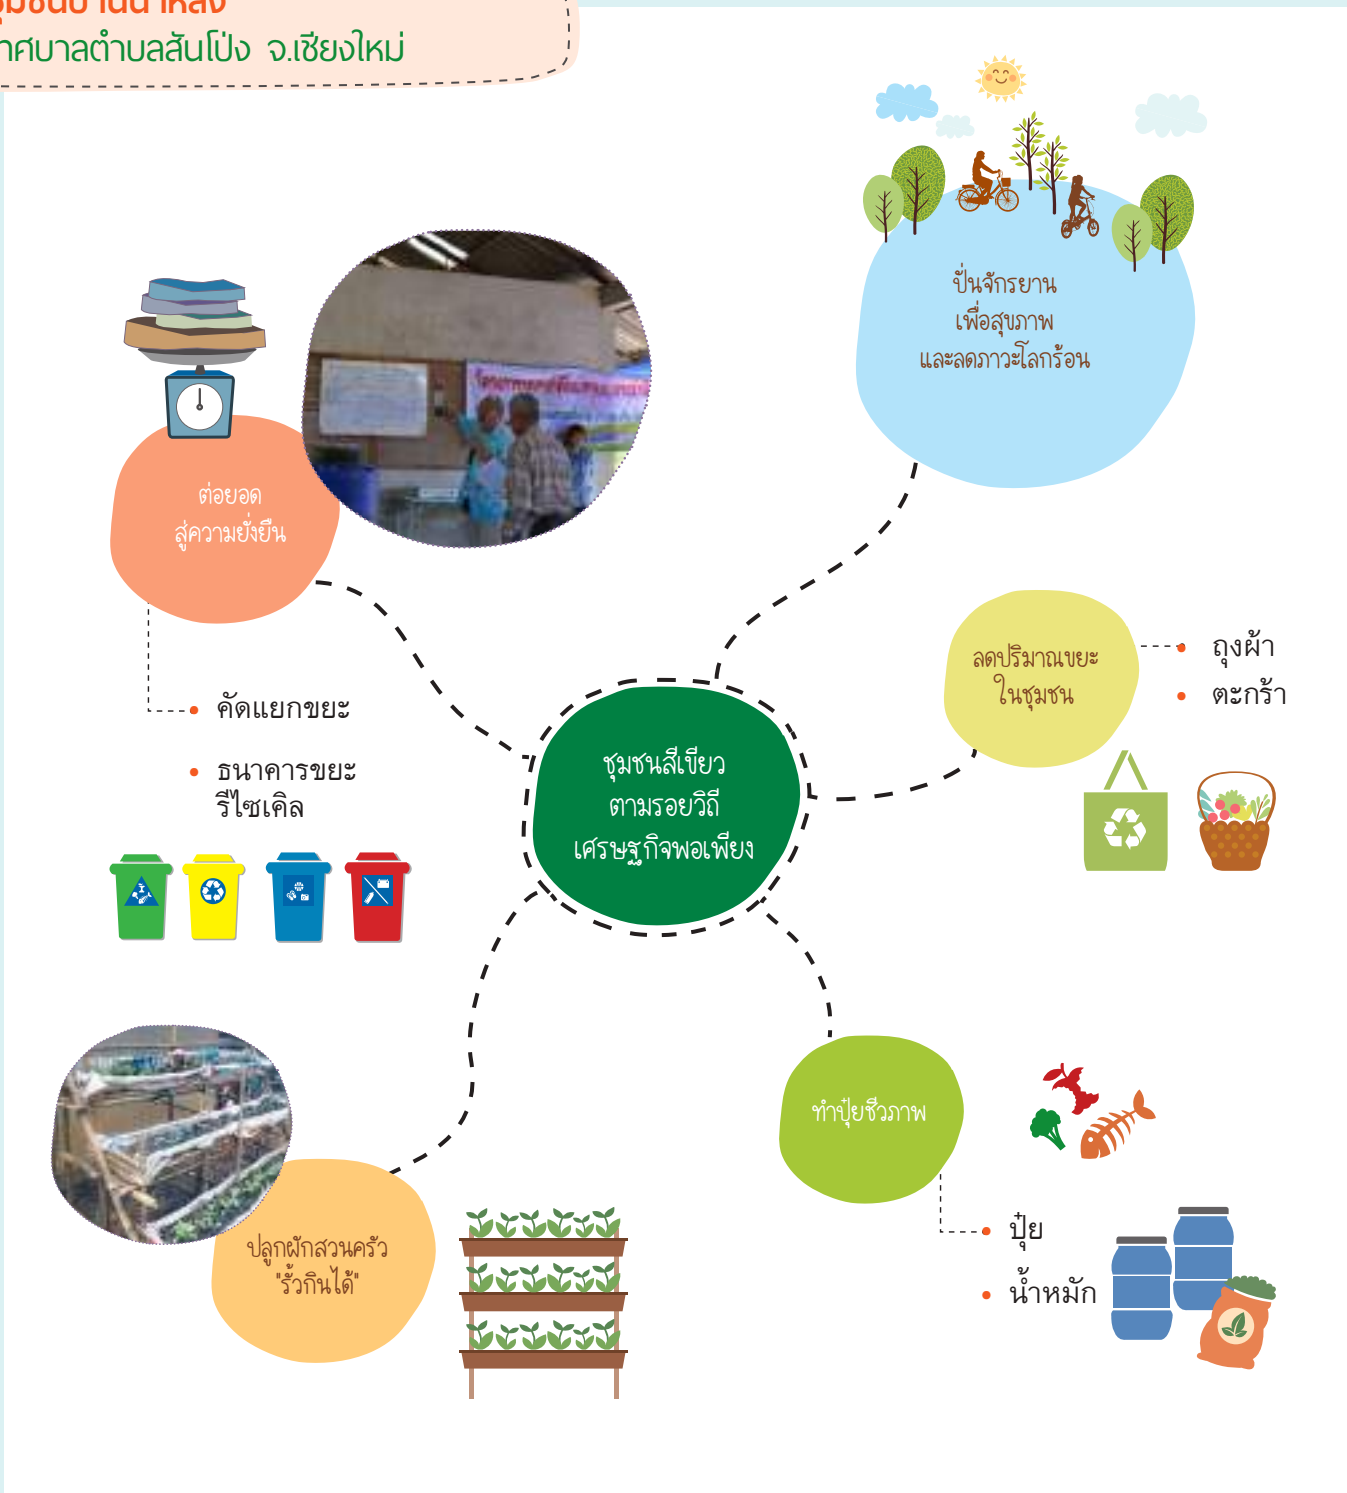 เทศบาลตำบลสันโป่ง จ.เชียงใหม่
ปั่นจักรยาน
เพื่อสุขภาพ
และลดภาวะโลกร้อน
ต่อยอด
สู่ความยั่งยืน
• คัดแยกขยะ
• ธนาคารขยะ
รีไซเคิล
ลดปริมาณขยะ
ในชุมชน
• ถุงผ้า
• ตะกร้า
ชุมชนสีเขียว
ตามรอยวิถี
เศรษฐกิจพอเพียง
ทำปุ๋ยชีวภาพ
• ปุ๋ย
• น้ำหมัก
ปลูกผักสวนครัว
"รั้วกินได้"